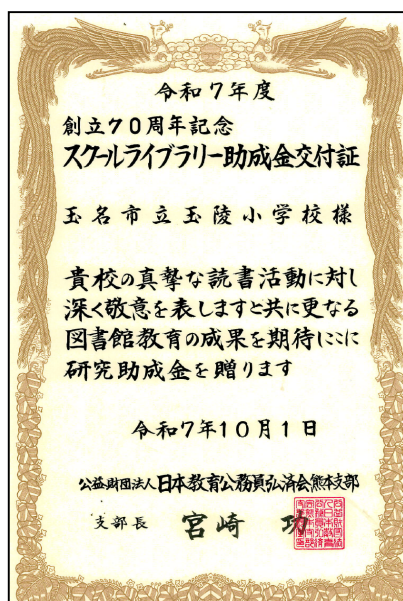 令和7年度
創立70周年記念
スクールライブラリー助成金交付証
玉名市立玉陵小学校様
貴校の真摯な読書活動に対し
深く敬意を表しますと共に更なる
図書館教育の成果を期待しここに
研究助成金を贈ります
令和7年10月1日
公益財団法人日本教育公務員弘済会熊本支部
支部長 宮崎 功